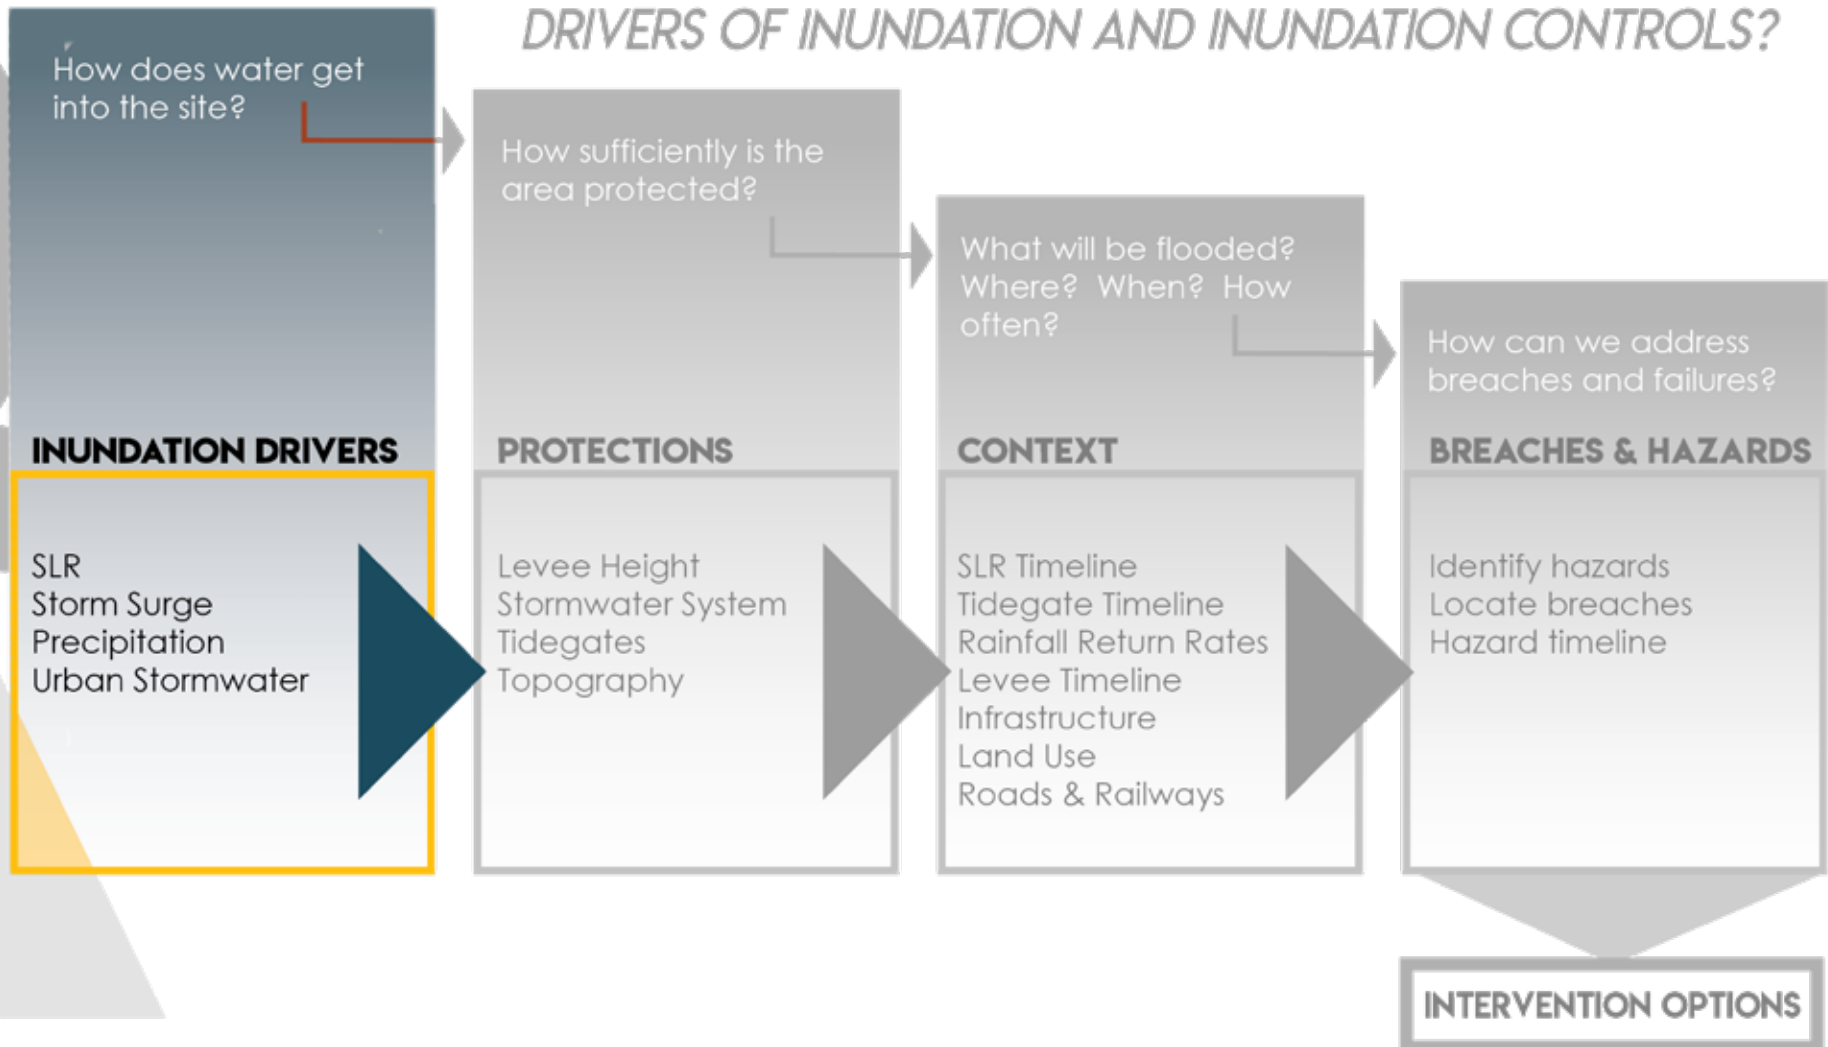 DRIVERS OF INUNDATION AND INUNDATION CONTROLS?
How does water get
into the site?
How sufficiently is the
area protected?
What will be flooded?
Where? When? How
often?
How can we address
breaches and failures?
INUNDATION DRIVERS
SLR
Storm Surge
Precipitation
Urban Stormwater
PROTECTIONS
Levee Height
Stormwater System
Tidegates
Topography
CONTEXT
SLR Timeline
Tidegate Timeline
Rainfall Return Rates
Levee Timeline
Infrastructure
Land Use
Roads & Railways
BREACHES & HAZARDS
Identify hazards
Locate breaches
Hazard timeline
INTERVENTION OPTIONS